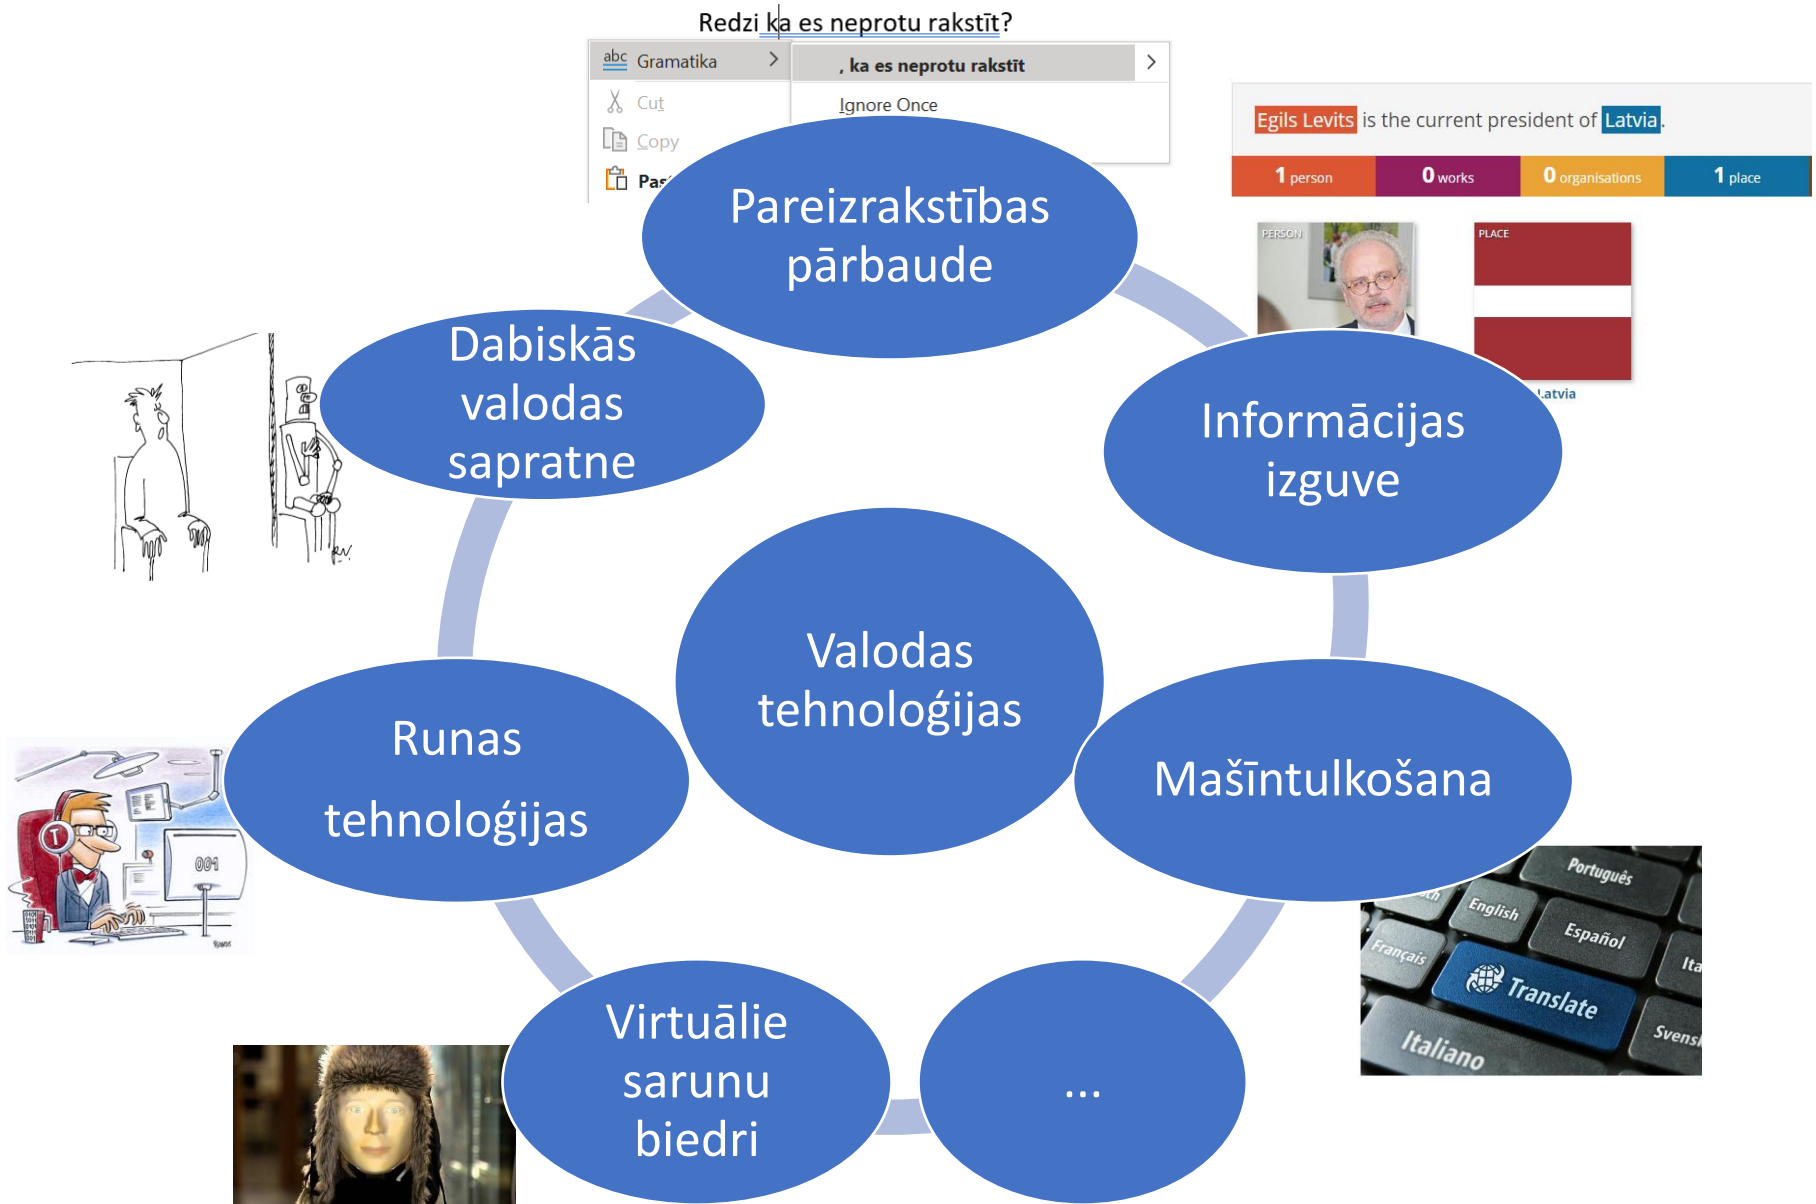 Redzi ka es neprotu rakstīt?
abc Gramatika
, ka es neprotu rakstīt
Cut
Ignore Once
Copy
Egils Levits is the current president of Latvia.
1 person
0 works
0 organisations
1 place
PERSON
PLACE
Latvia
Pareizrakstības
pārbaude
Dabiskās
valodas
sapratne
Informācijas
izguve
Valodas
tehnoloģijas
Runas
tehnoloģijas
Mašīntulkošana
T
001
Português
English
Español
Français
Translate
Italiano
Virtuālie
sarunu
biedri
...